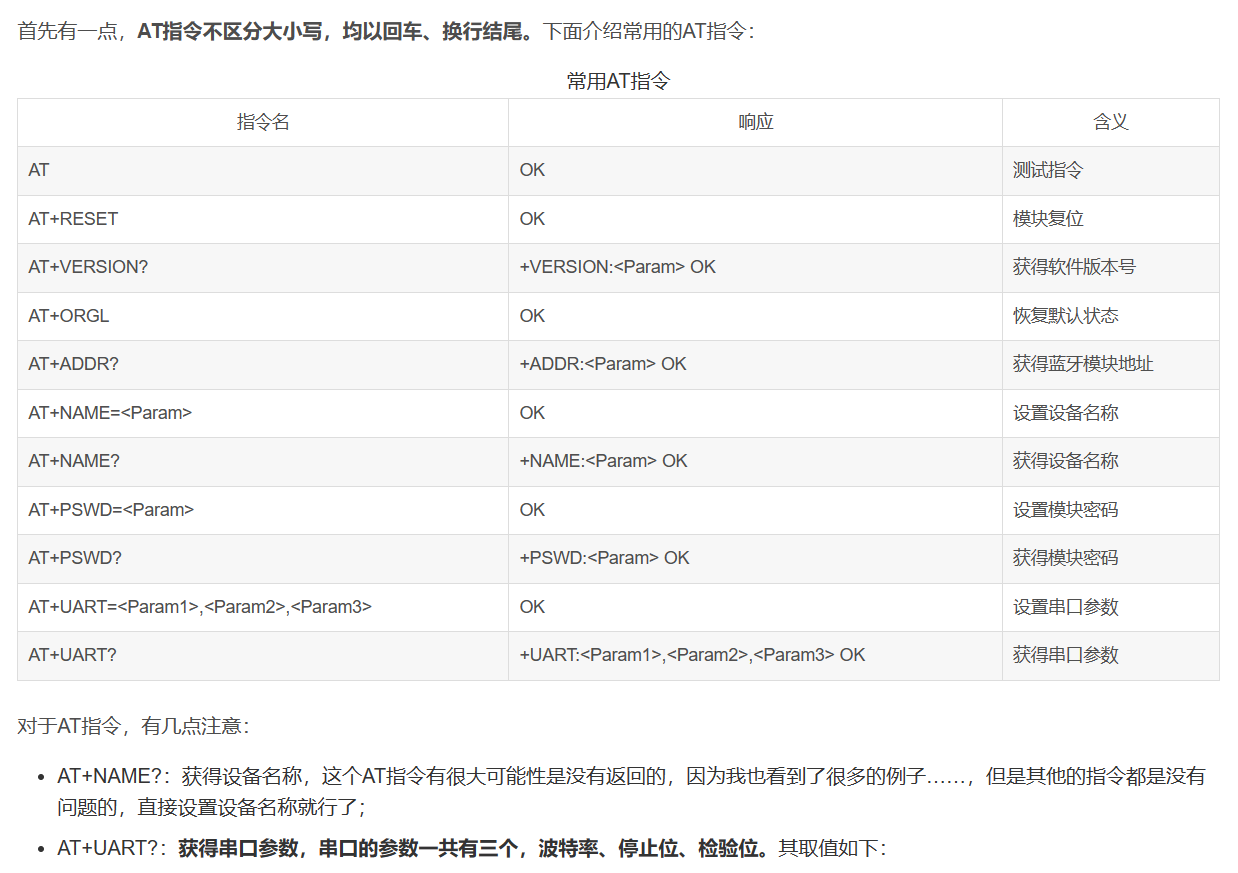 首先有一点，AT指令不区分大小写，均以回车、换行结尾。下面介绍常用的AT指令：
常用AT指令
指令名 响应 含义
AT OK 测试指令
AT+RESET OK 模块复位
AT+VERSION? +VERSION:<Param> OK 获得软件版本号
AT+ORGL OK 恢复默认状态
AT+ADDR? +ADDR:<Param> OK 获得蓝牙模块地址
AT+NAME=<Param> OK 设置设备名称
AT+NAME? +NAME:<Param> OK 获得设备名称
AT+PSWD=<Param> OK 设置模块密码
AT+PSWD? +PSWD:<Param> OK 获得模块密码
AT+UART=<Param1>,<Param2>,<Param3> OK 设置串口参数
AT+UART? +UART:<Param1>,<Param2>,<Param3> OK 获得串口参数
对于AT指令，有几点注意：
• AT+NAME?：获得设备名称，这个AT指令有很大可能性是没有返回的，因为我也看到了很多的例子……，但是其他的指令都是没有
问题的，直接设置设备名称就行了；
• AT+UART?：获得串口参数，串口的参数一共有三个，波特率、停止位、检验位。其取值如下：